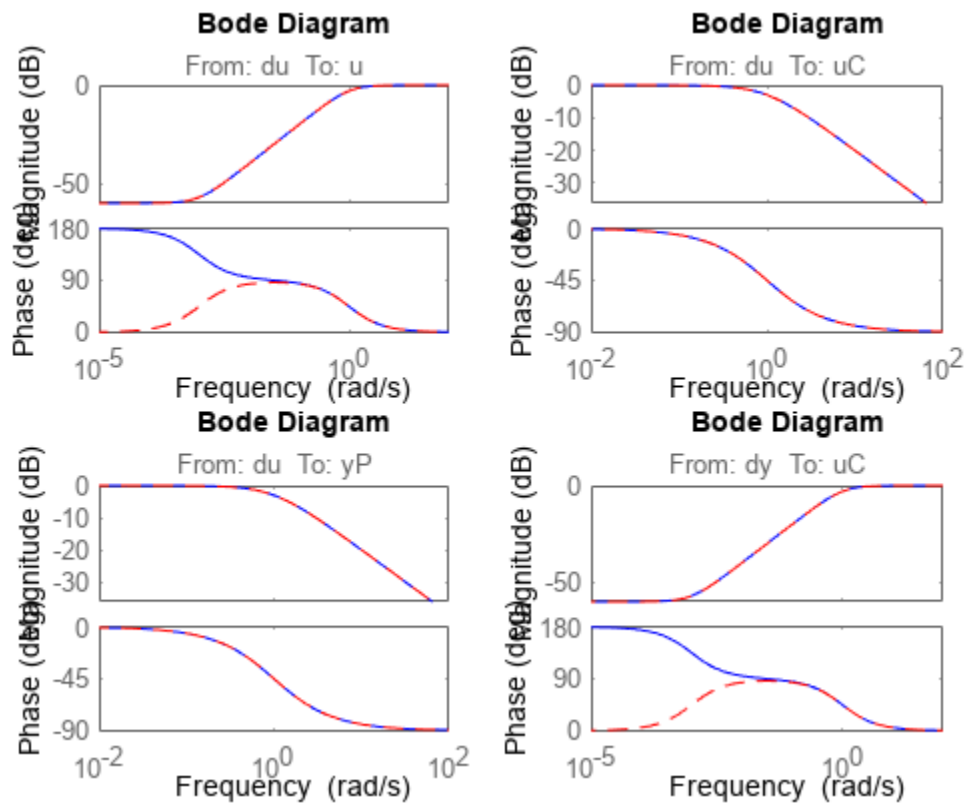 Bode Diagram
From: du To: u
Magnitude (dB)
0
-50
Phase (deg)
180
90
0
10^-5
10^0
Frequency (rad/s)
Bode Diagram
From: du To: uC
Magnitude (dB)
0
-10
-20
-30
Phase (deg)
0
-45
-90
10^-2
10^0
10^2
Frequency (rad/s)
Bode Diagram
From: du To: yP
Magnitude (dB)
0
-10
-20
-30
Phase (deg)
0
-45
-90
10^-2
10^0
10^2
Frequency (rad/s)
Bode Diagram
From: dy To: uC
Magnitude (dB)
0
-50
Phase (deg)
180
90
0
10^-5
10^0
Frequency (rad/s)